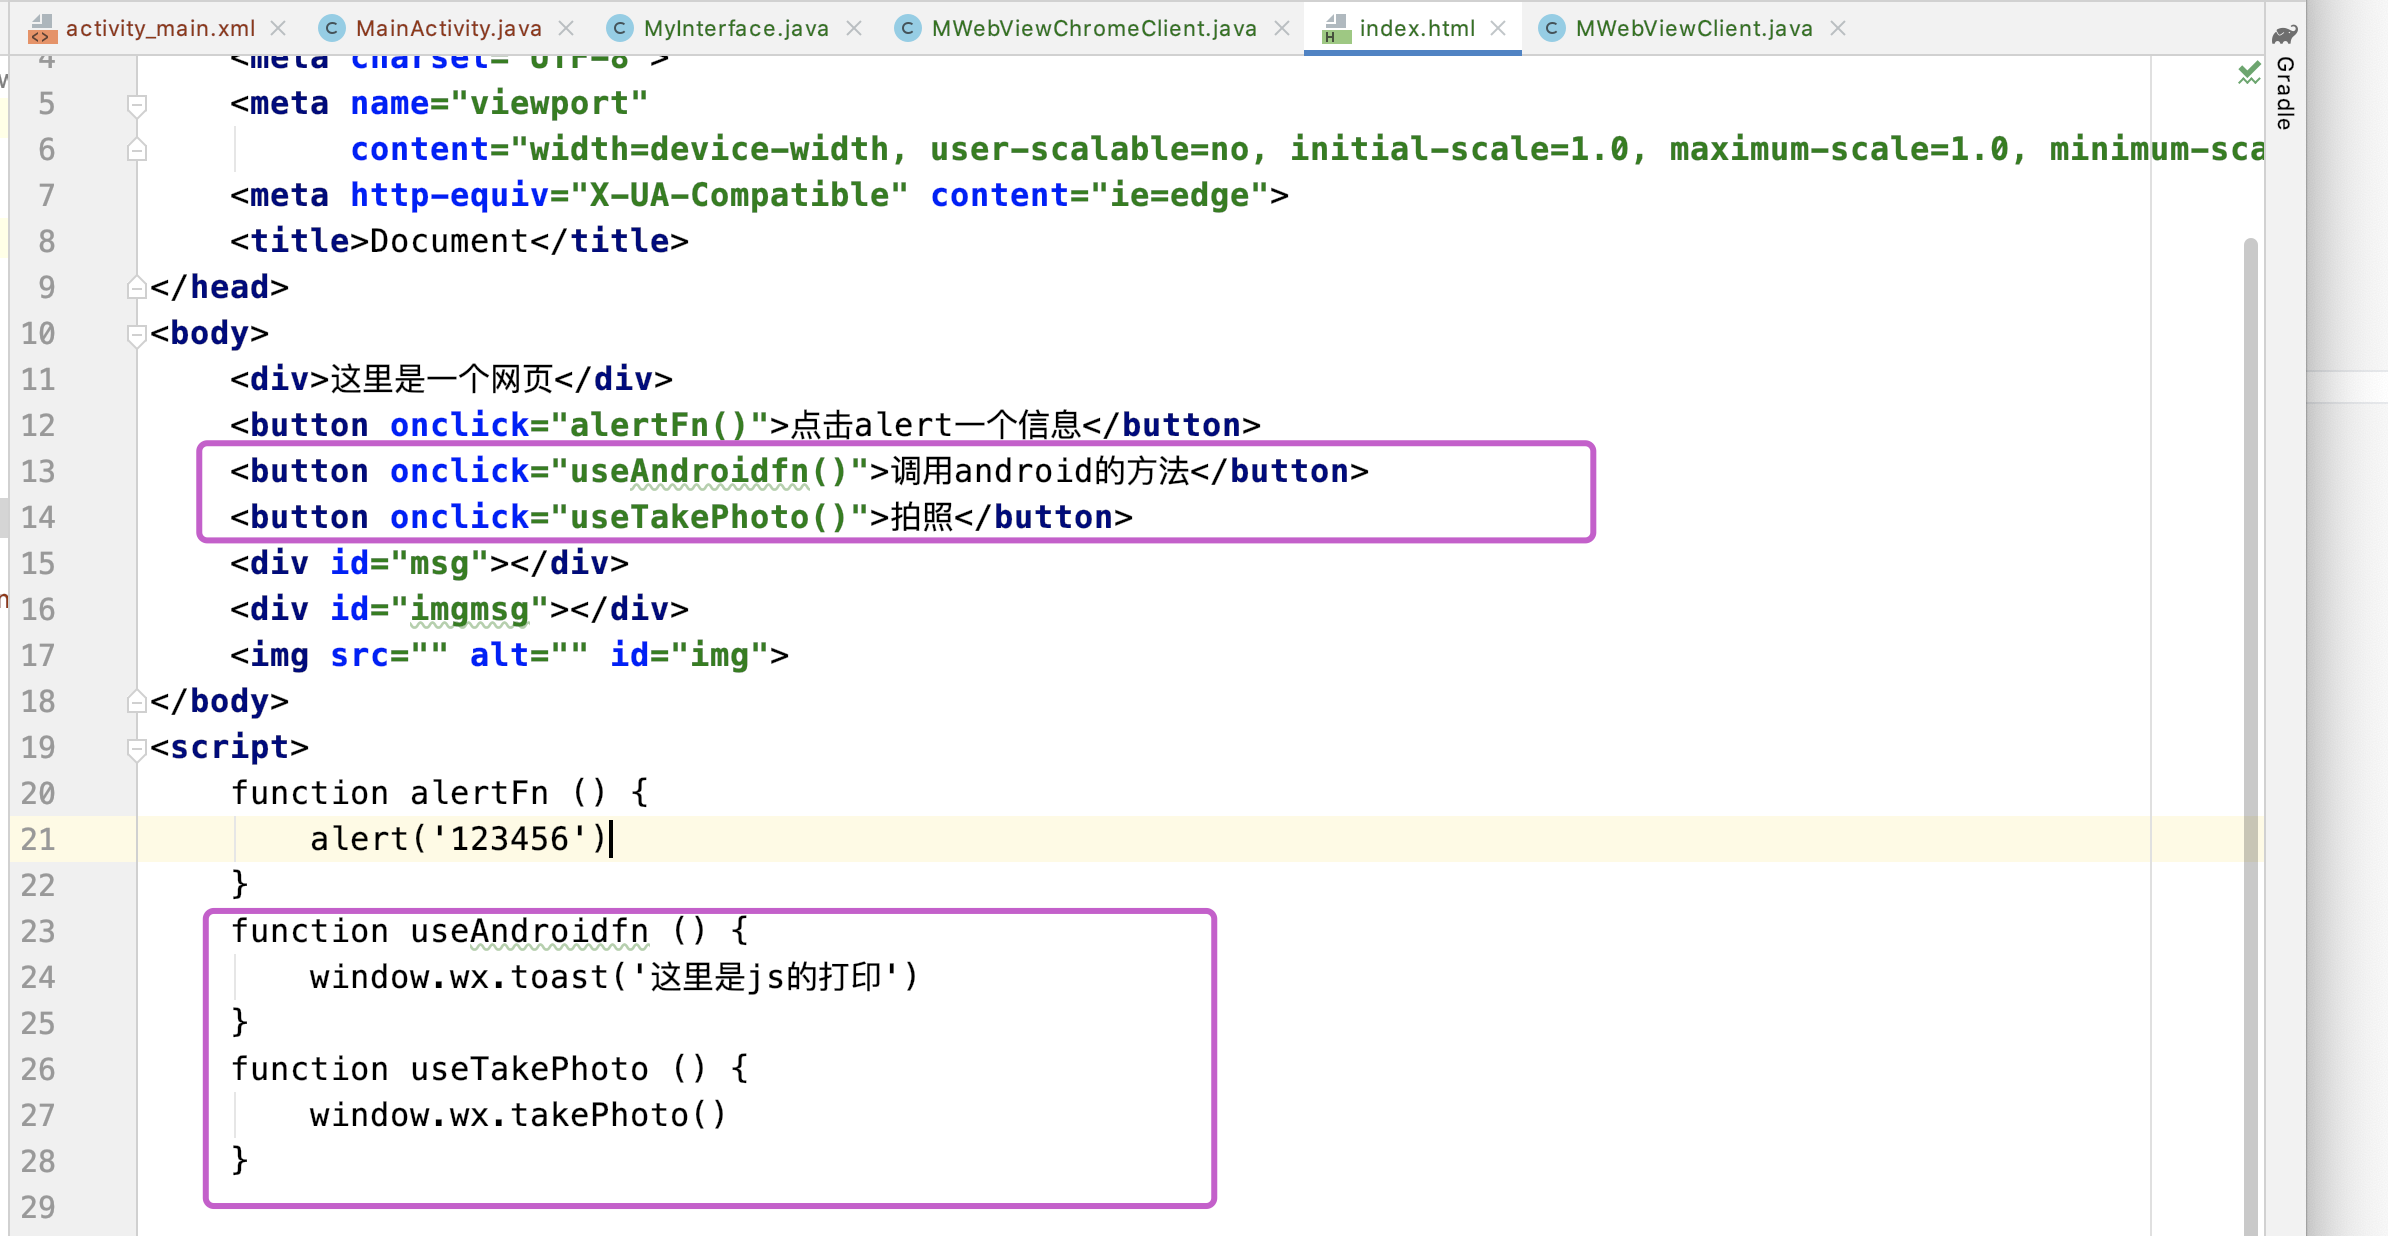 activity_main.xml MainActivity.java MyInterface.java MWebViewChromeClient.java index.html MWebViewClient.java
Gradle
4 <meta charset="UTF-8">
5 <meta name="viewport"
6 content="width=device-width, user-scalable=no, initial-scale=1.0, maximum-scale=1.0, minimum-sca
7 <meta http-equiv="X-UA-Compatible" content="ie=edge">
8 <title>Document</title>
9 </head>
10 <body>
11 <div>这里是一个网页</div>
12 <button onclick="alertFn()">点击alert一个信息</button>
13 <button onclick="useAndroidfn()">调用android的方法</button>
14 <button onclick="useTakePhoto()">拍照</button>
15 <div id="msg"></div>
16 <div id="imgmsg"></div>
17 <img src="" alt="" id="img">
18 </body>
19 <script>
20 function alertFn () {
21 alert('123456')
22 }
23 function useAndroidfn () {
24 window.wx.toast('这里是js的打印')
25 }
26 function useTakePhoto () {
27 window.wx.takePhoto()
28 }
29